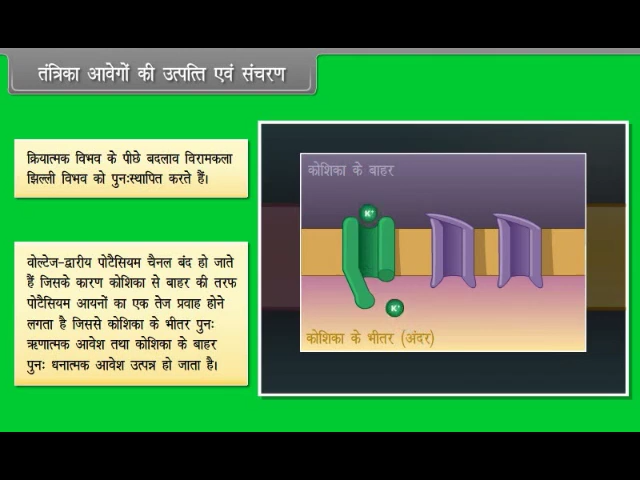 तंत्रिका आवेगों की उत्पत्ति एवं संचरण
क्रियात्मक विभव के पीछे बदलाव विरामकला
झिल्ली विभव को पुनःस्थापित करते हैं।
वोल्टेज-द्वारीय पोटैसियम चैनल बंद हो जाते
हैं जिसके कारण कोशिका से बाहर की तरफ
पोटैसियम आयनों का एक तेज प्रवाह होने
लगता है जिससे कोशिका के भीतर पुनः
ऋणात्मक आवेश तथा कोशिका के बाहर
पुनः धनात्मक आवेश उत्पन्न हो जाता है।
कोशिका के बाहर
K⁺
K⁺
कोशिका के भीतर (अंदर)